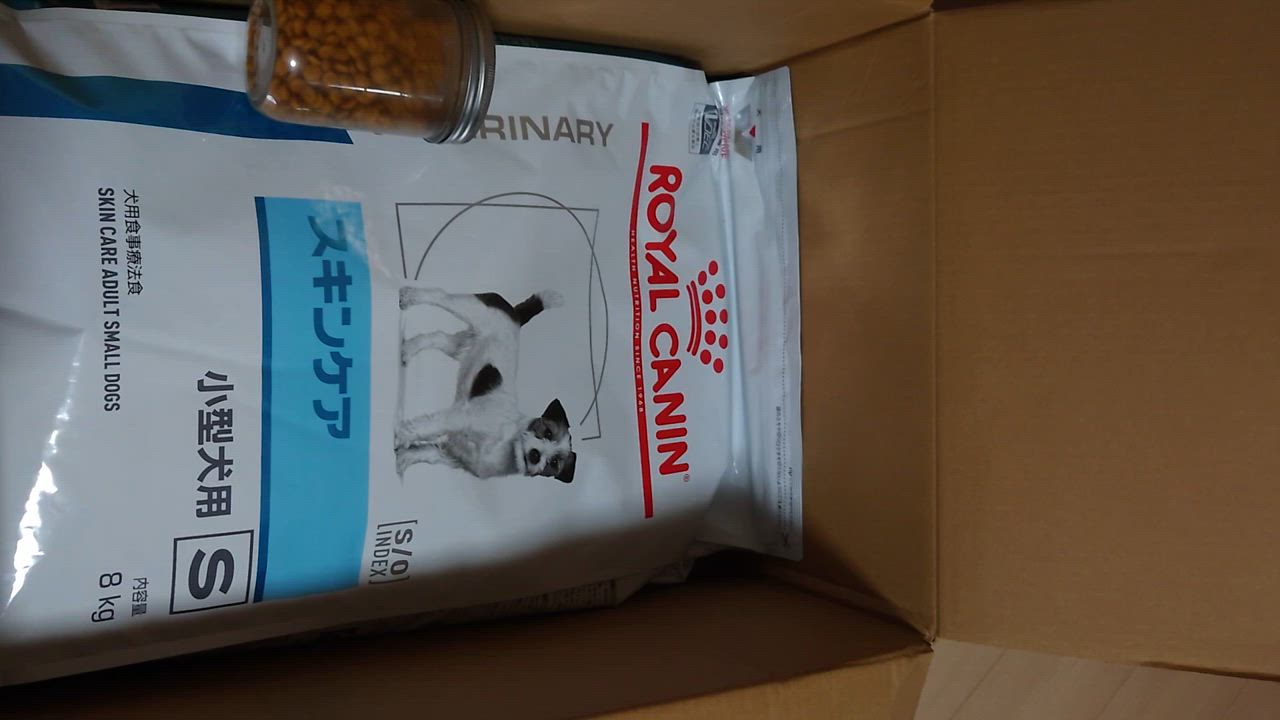 ROYAL CANIN
HEALTH NUTRITION SINCE 1968
RINARY
[S/O
INDEX]
スキンケア
小型犬用 S
犬用食事療法食
SKIN CARE ADULT SMALL DOGS
内容量
8 kg